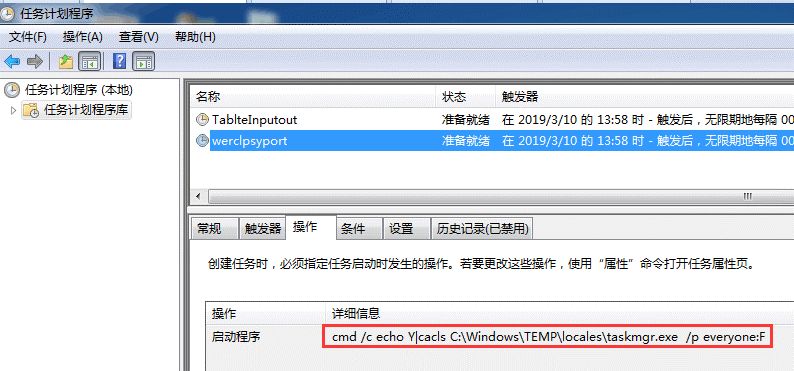 任务计划程序
文件(F) 操作(A) 查看(V) 帮助(H)
任务计划程序 (本地)
任务计划程序库
名称 状态 触发器
TablteInputout 准备就绪 在 2019/3/10 的 13:58 时 - 触发后，无限期地每隔 00
werclpsyport 准备就绪 在 2019/3/10 的 13:58 时 - 触发后，无限期地每隔 00
常规 触发器 操作 条件 设置 历史记录(已禁用)
创建任务时，必须指定任务启动时发生的操作。若要更改这些操作，使用“属性”命令打开任务属性页。
操作 详细信息
启动程序 cmd /c echo Y|cacls C:\Windows\TEMP\locales\taskmgr.exe /p everyone:F